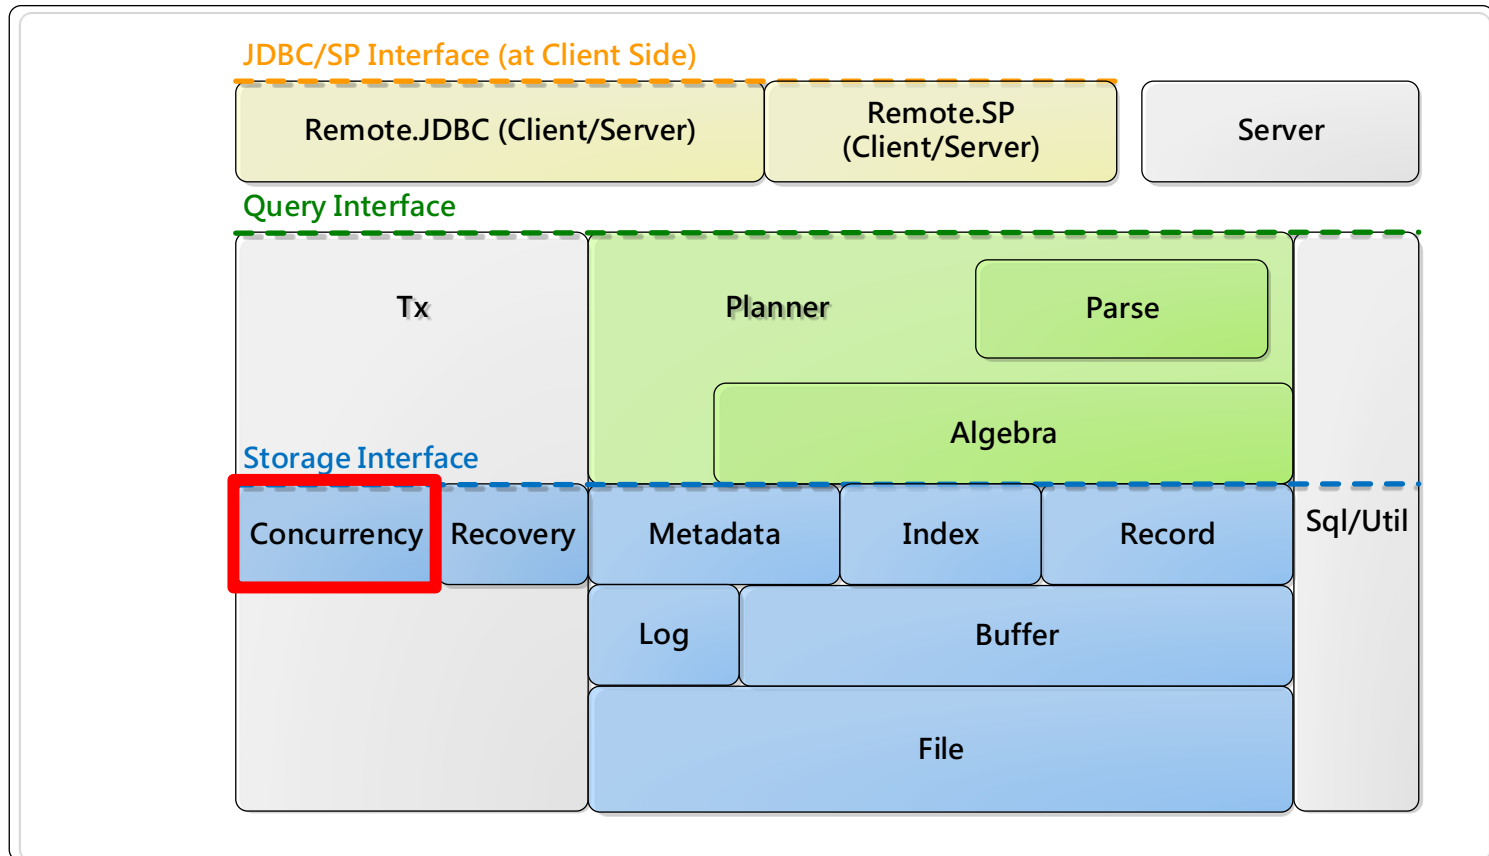 JDBC/SP Interface (at Client Side)
Remote.JDBC (Client/Server)
Remote.SP
(Client/Server)
Server
Query Interface
Tx
Planner
Parse
Algebra
Storage Interface
Concurrency
Recovery
Metadata
Index
Record
Sql/Util
Log
Buffer
File